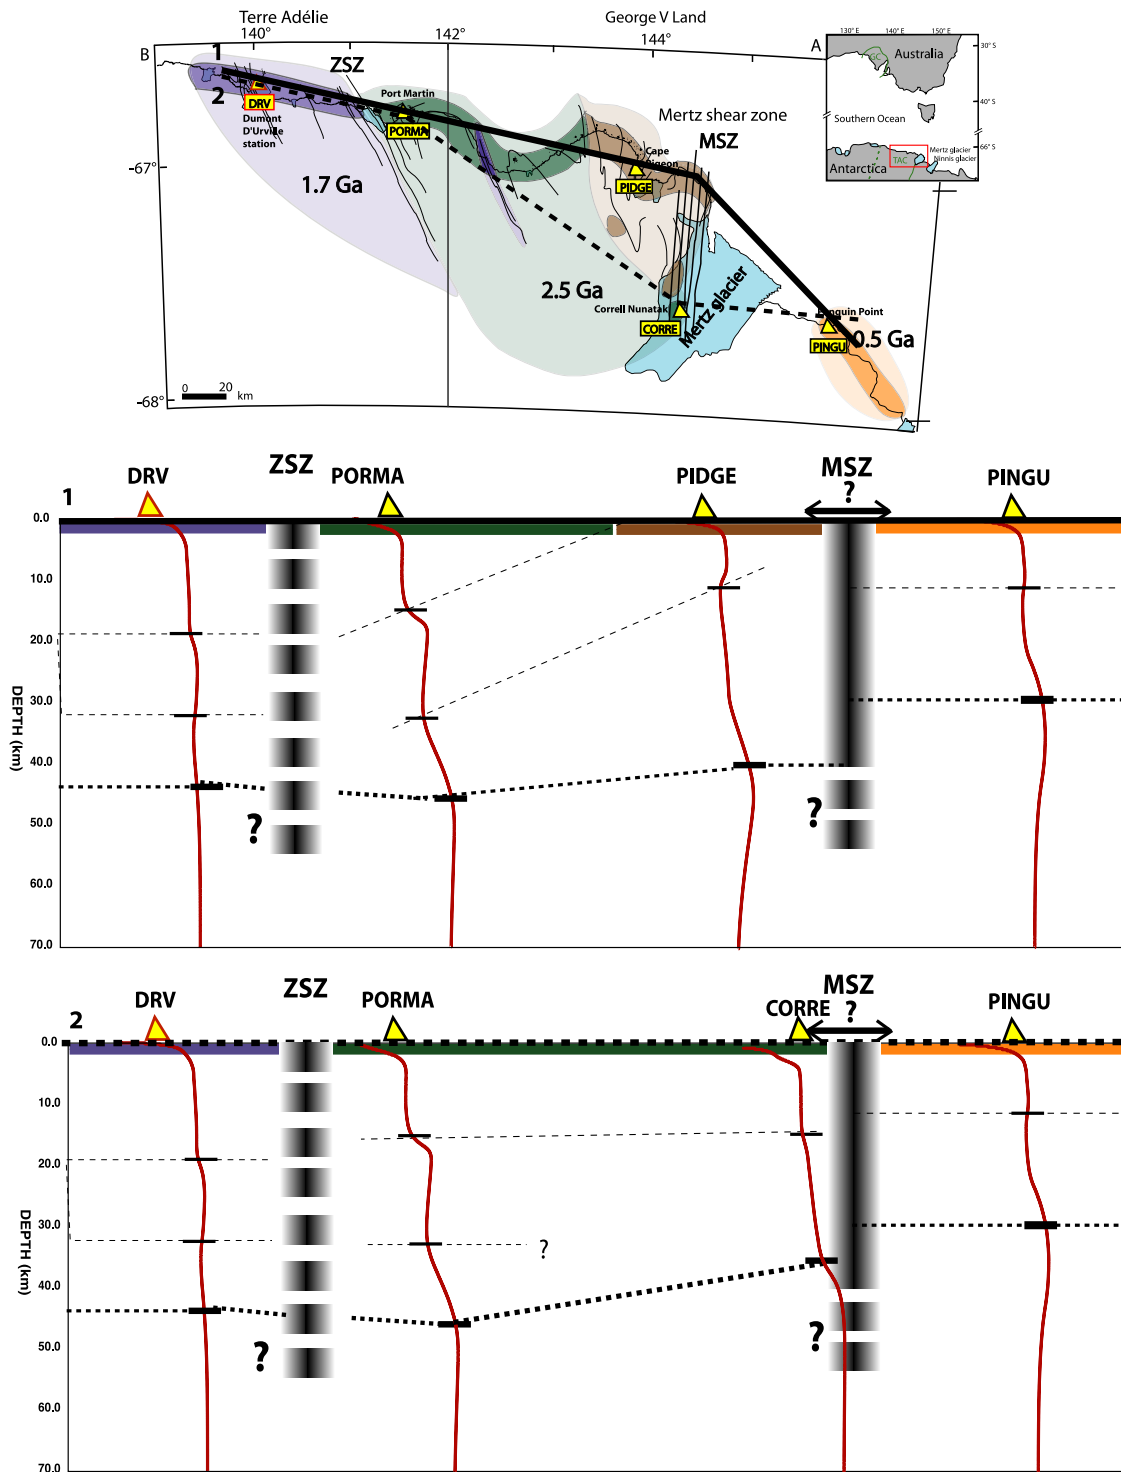 Terre Adélie
George V Land
140°
142°
144°
B
1
2
ZSZ
DRV
Dumont
D'Urville
station
Port Martin
PORMA
-67°
1.7 Ga
2.5 Ga
Mertz shear zone
MSZ
Cape
PIDGE
Correll Nunatak
CORRE
Mertz glacier
Point
PINGU
0.5 Ga
0
20
km
-68°
A
130° E
140° E
150° E
GC
Australia
30° S
40° S
Southern Ocean
66° S
Mertz glacier
Ninnis glacier
TAC
Antarctica
1
DRV
ZSZ
PORMA
PIDGE
MSZ
?
PINGU
0.0
10.0
20.0
30.0
40.0
50.0
60.0
70.0
DEPTH (km)
?
?
2
DRV
ZSZ
PORMA
CORRE
MSZ
?
PINGU
0.0
10.0
20.0
30.0
40.0
50.0
60.0
70.0
DEPTH (km)
?
?
?